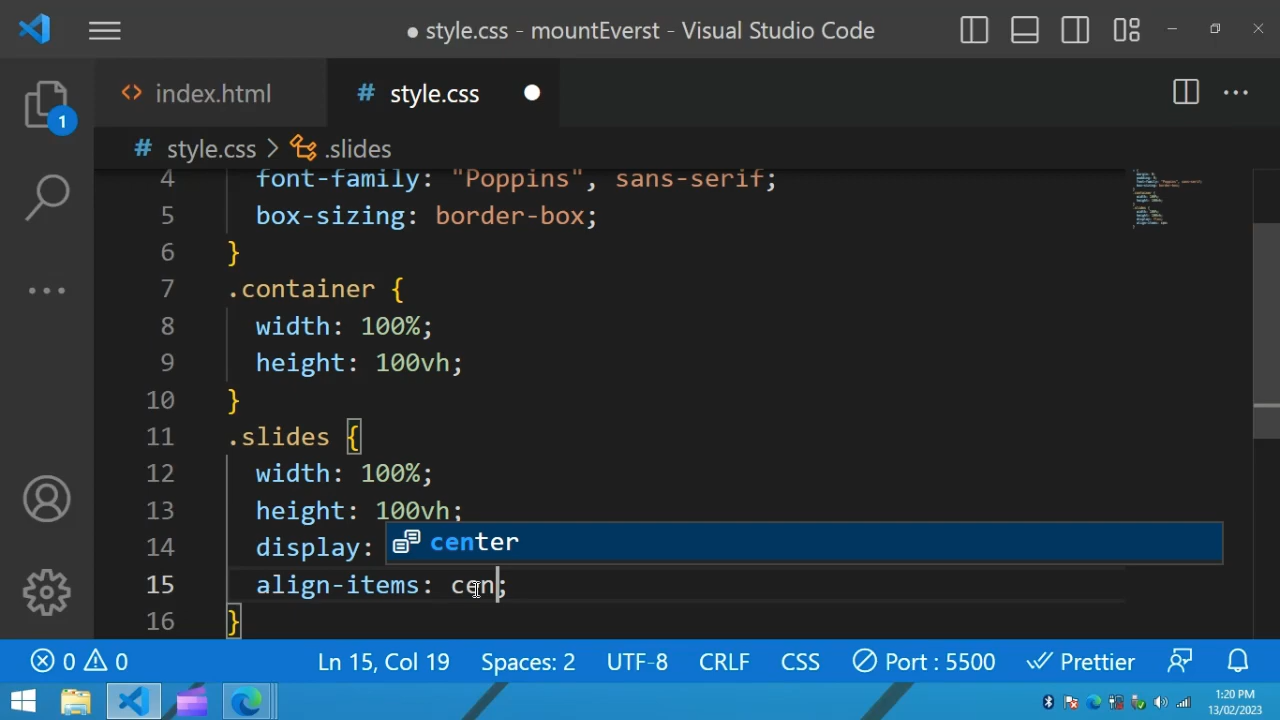 ● style.css - mountEverst - Visual Studio Code
index.html
# style.css
1
# style.css > .slides
4 font-family: "Poppins", sans-serif;
5 box-sizing: border-box;
6 }
7 .container {
8 width: 100%;
9 height: 100vh;
10 }
11 .slides {
12 width: 100%;
13 height: 100vh;
14 display:
center
15 align-items: cen;
16 }
0 0 Ln 15, Col 19 Spaces: 2 UTF-8 CRLF CSS Port : 5500 Prettier
1:20 PM
13/02/2023